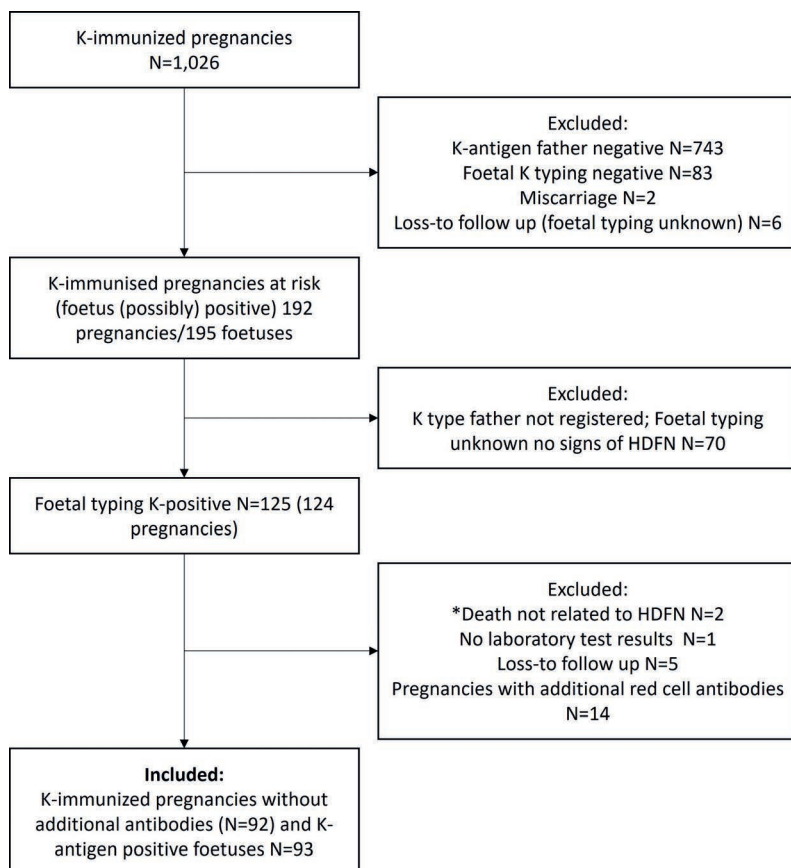 K-immunized pregnancies
N=1,026
Excluded:
K-antigen father negative N=743
Foetal K typing negative N=83
Miscarriage N=2
Loss-to follow up (foetal typing unknown) N=6
K-immunised pregnancies at risk
(foetus (possibly) positive) 192
pregnancies/195 foetuses
Excluded:
K type father not registered; Foetal typing
unknown no signs of HDFN N=70
Foetal typing K-positive N=125 (124
pregnancies)
Excluded:
*Death not related to HDFN N=2
No laboratory test results N=1
Loss-to follow up N=5
Pregnancies with additional red cell antibodies
N=14
Included:
K-immunized pregnancies without
additional antibodies (N=92) and K-
antigen positive foetuses N=93